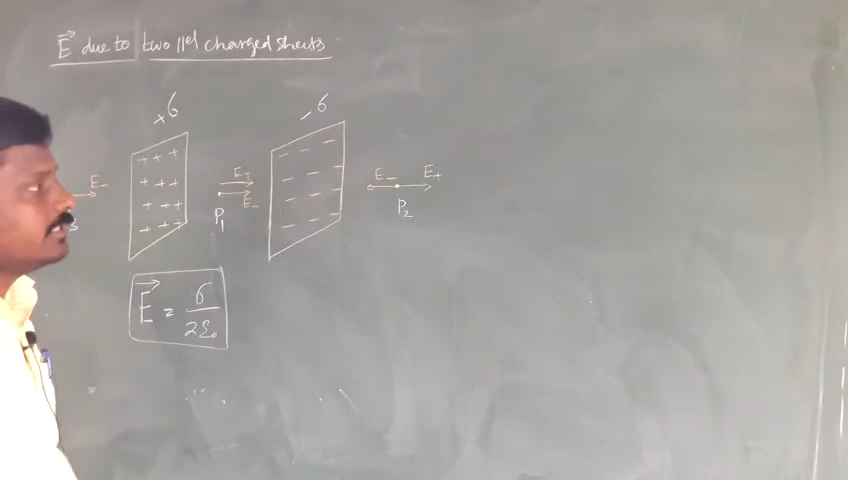 E⃗ due to two ||el charged sheets
+σ
-σ
E₋
E₊
E₋
P₁
E₋
E₊
P₂
E⃗ = σ / 2ε₀